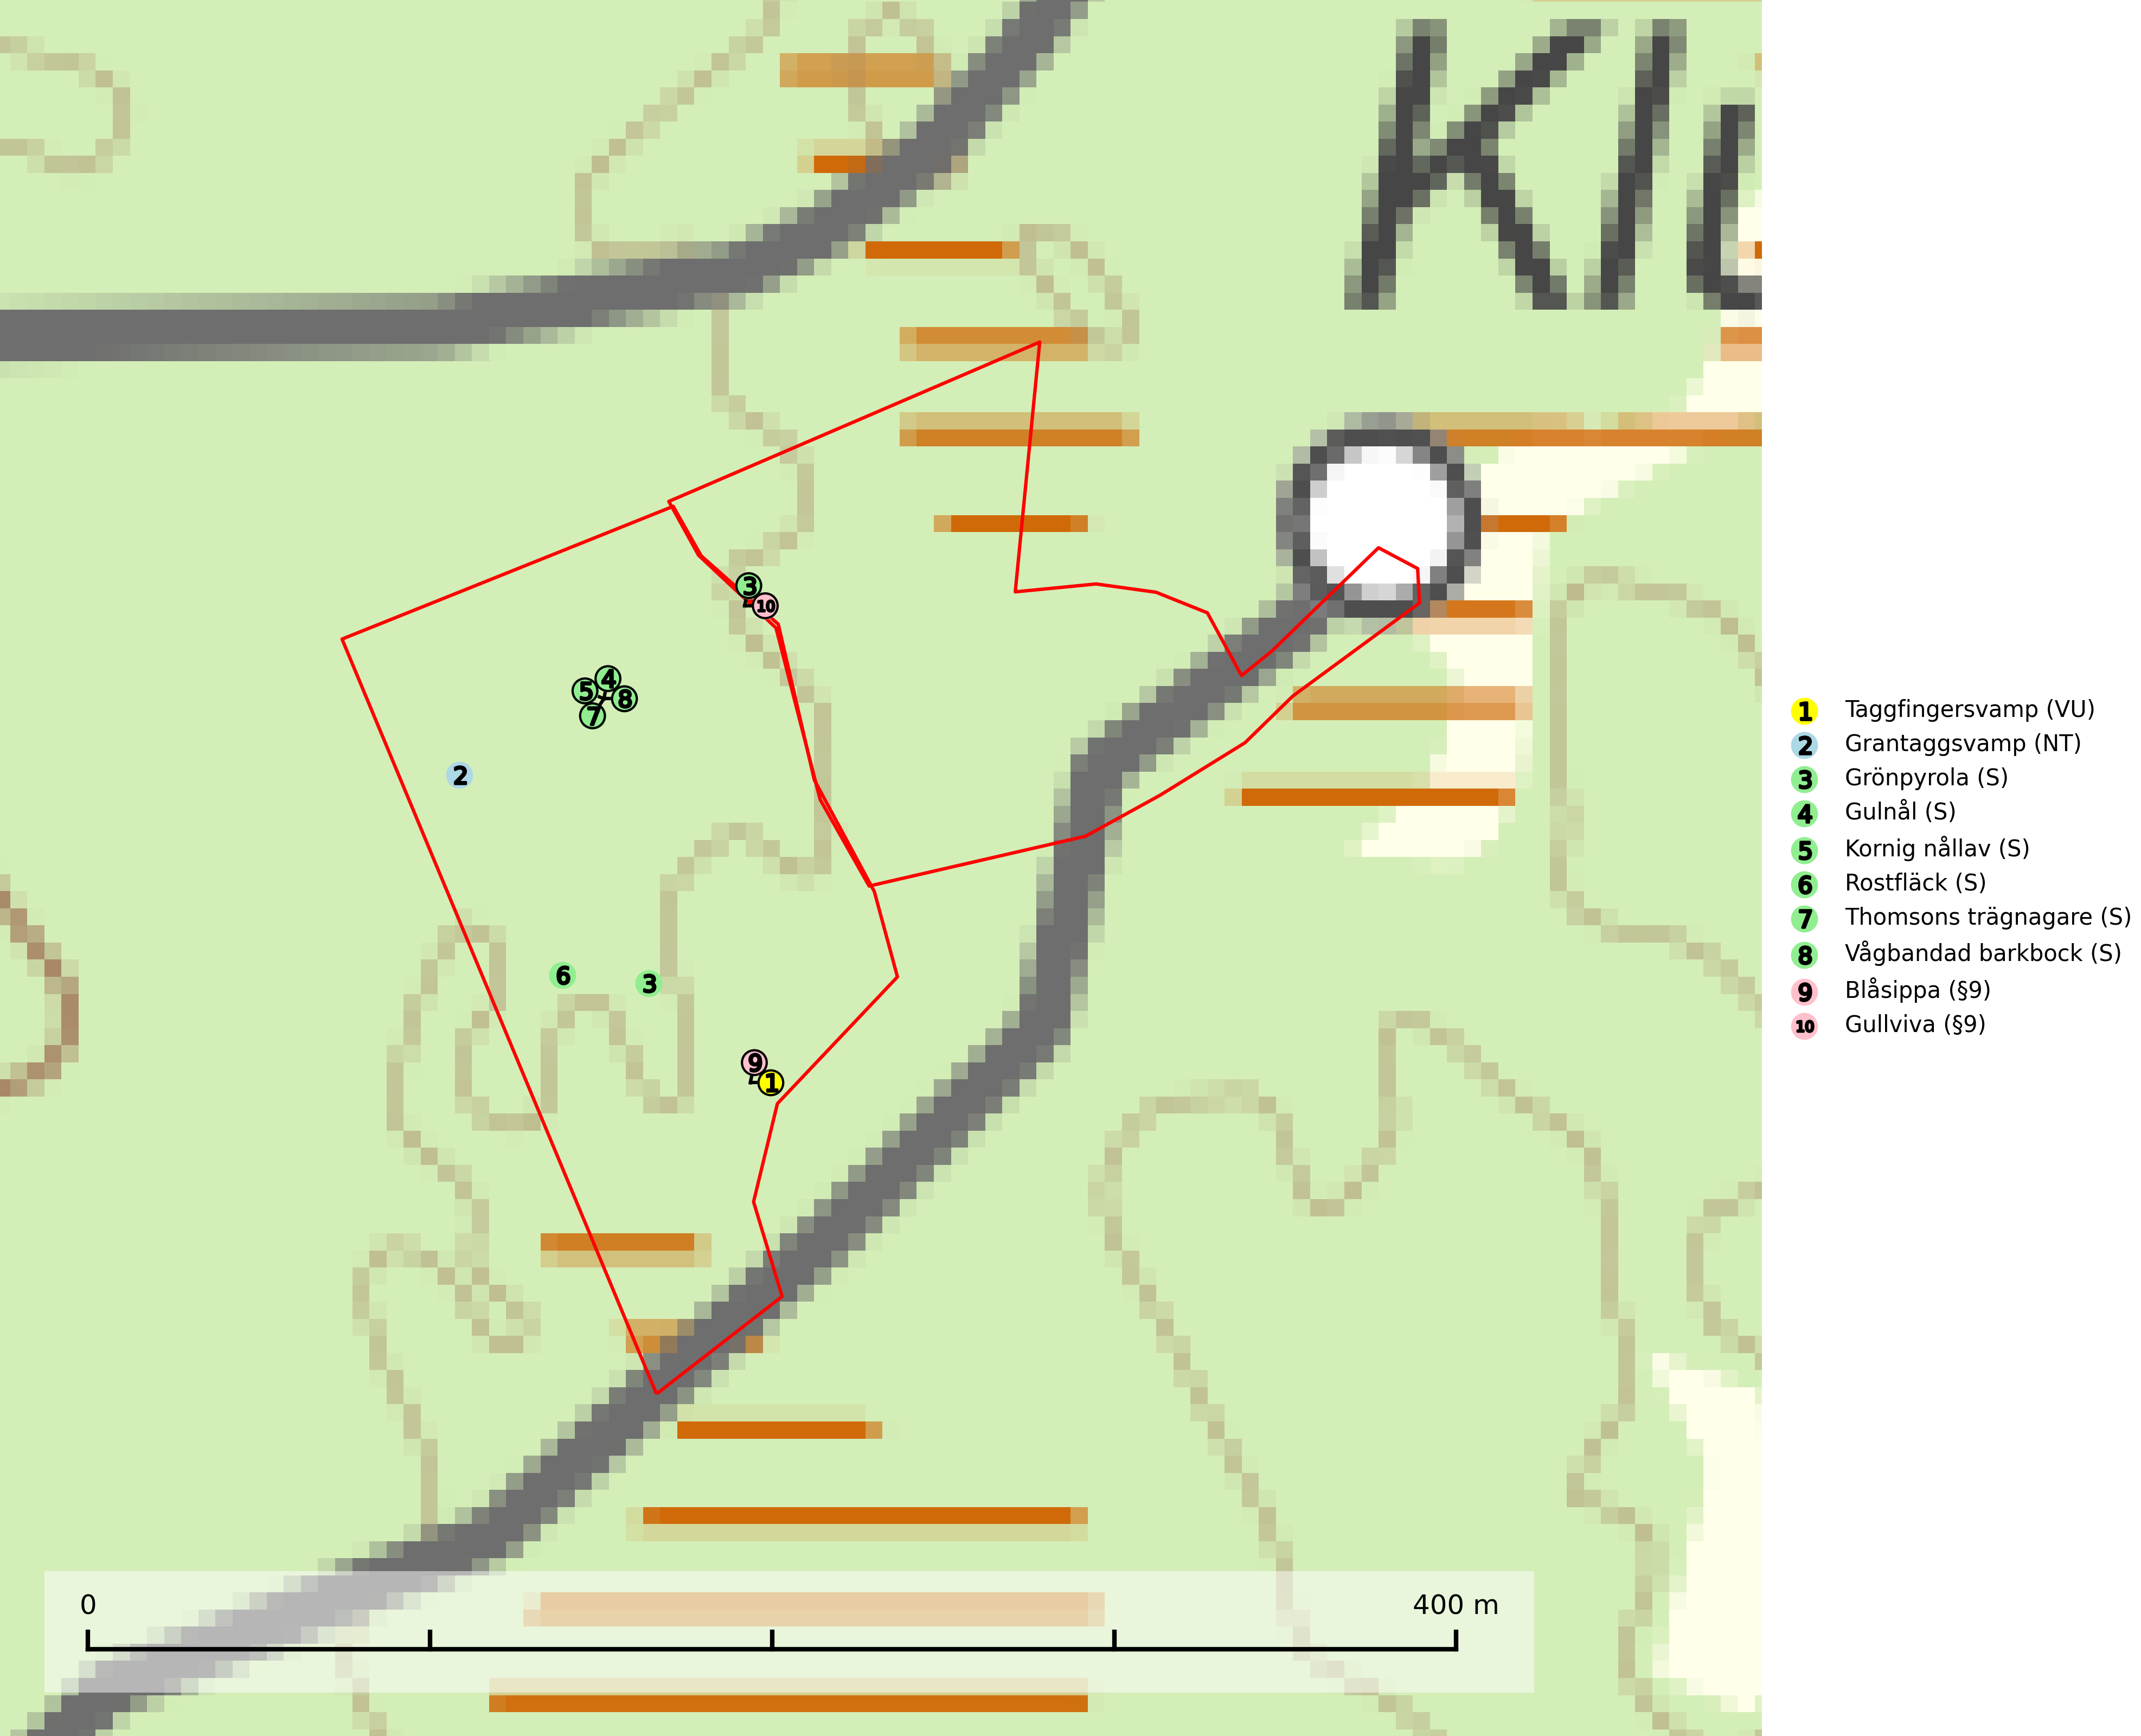 3
10
4
5
8
7
2
6
3
9
1
0
400 m
1 Taggfingersvamp (VU)
2 Grantaggsvamp (NT)
3 Grönpyrola (S)
4 Gulnål (S)
5 Kornig nållav (S)
6 Rostfläck (S)
7 Thomsons trägnagare (S)
8 Vågbandad barkbock (S)
9 Blåsippa (§9)
10 Gullviva (§9)